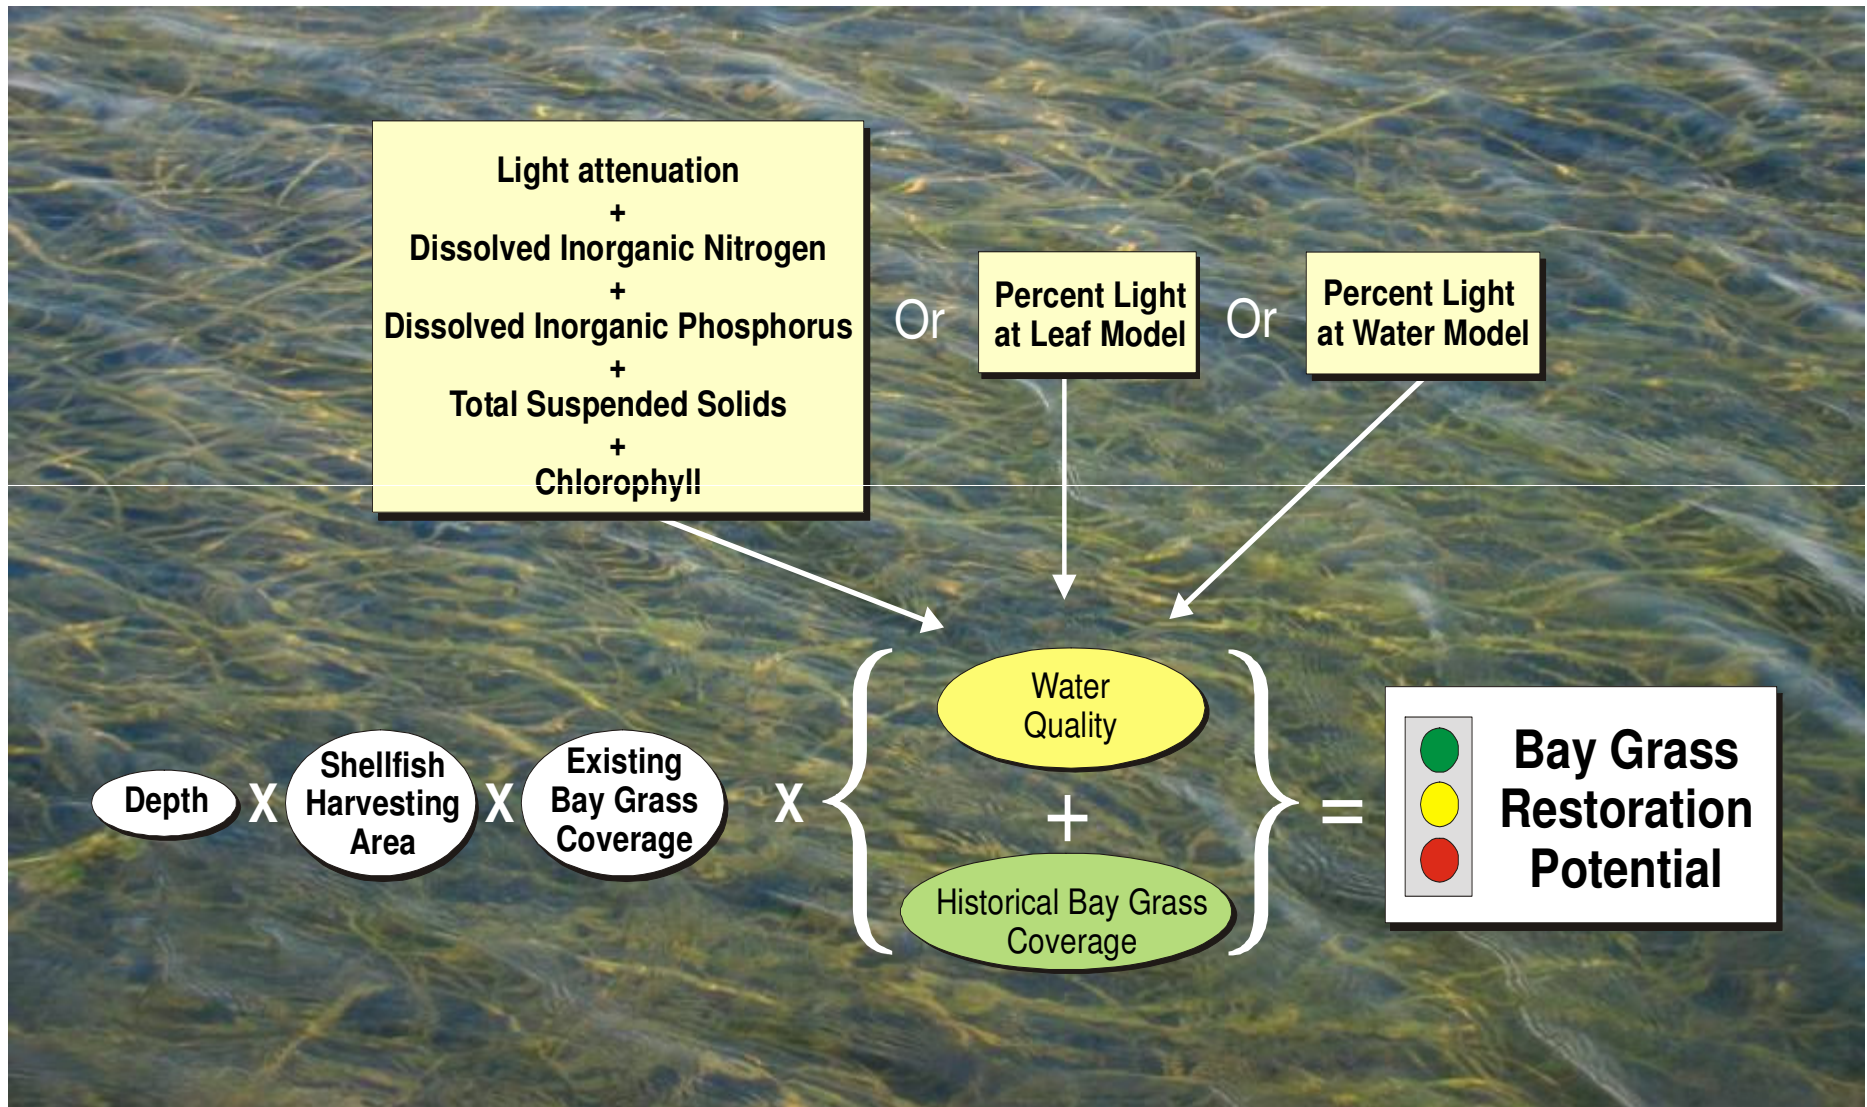 Light attenuation
+
Dissolved Inorganic Nitrogen
+
Dissolved Inorganic Phosphorus
+
Total Suspended Solids
+
Chlorophyll
Or
Percent Light
at Leaf Model
Or
Percent Light
at Water Model
Depth
X
Shellfish
Harvesting
Area
X
Existing
Bay Grass
Coverage
X
{
Water
Quality
+
Historical Bay Grass
Coverage
}
=
Bay Grass
Restoration
Potential